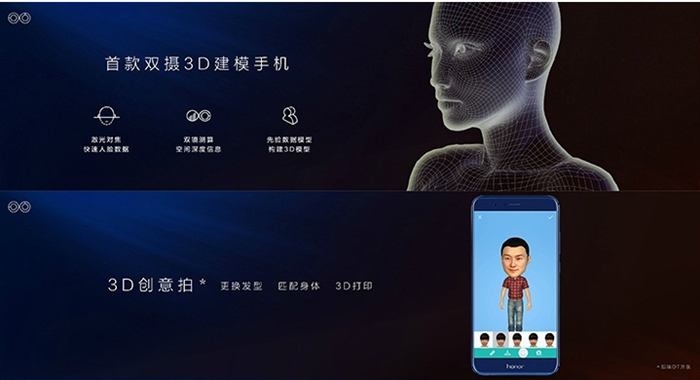 首款双摄3D建模手机
激光对焦
快速人脸数据
双镜测算
空间深度信息
先验数据模型
构建3D模型
3D创意拍* 更换发型 匹配身体 3D打印
honor